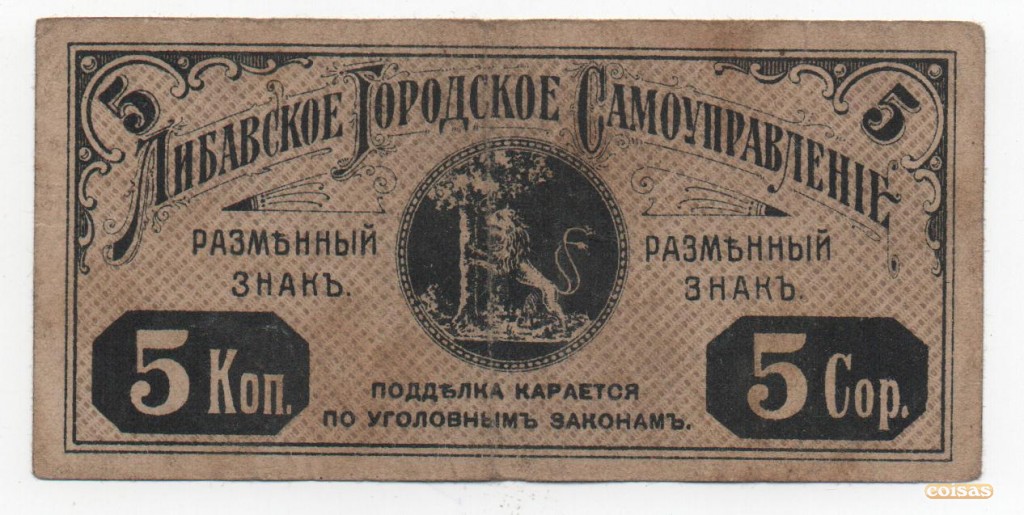 5 5
Либавское Городское Самоуправленіе
РАЗМѢННЫЙ
ЗНАКЪ.
РАЗМѢННЫЙ
ЗНАКЪ.
5 Коп.
ПОДДѢЛКА КАРАЕТСЯ
ПО УГОЛОВНЫМЪ ЗАКОНАМЪ.
5 Cop.
coisas